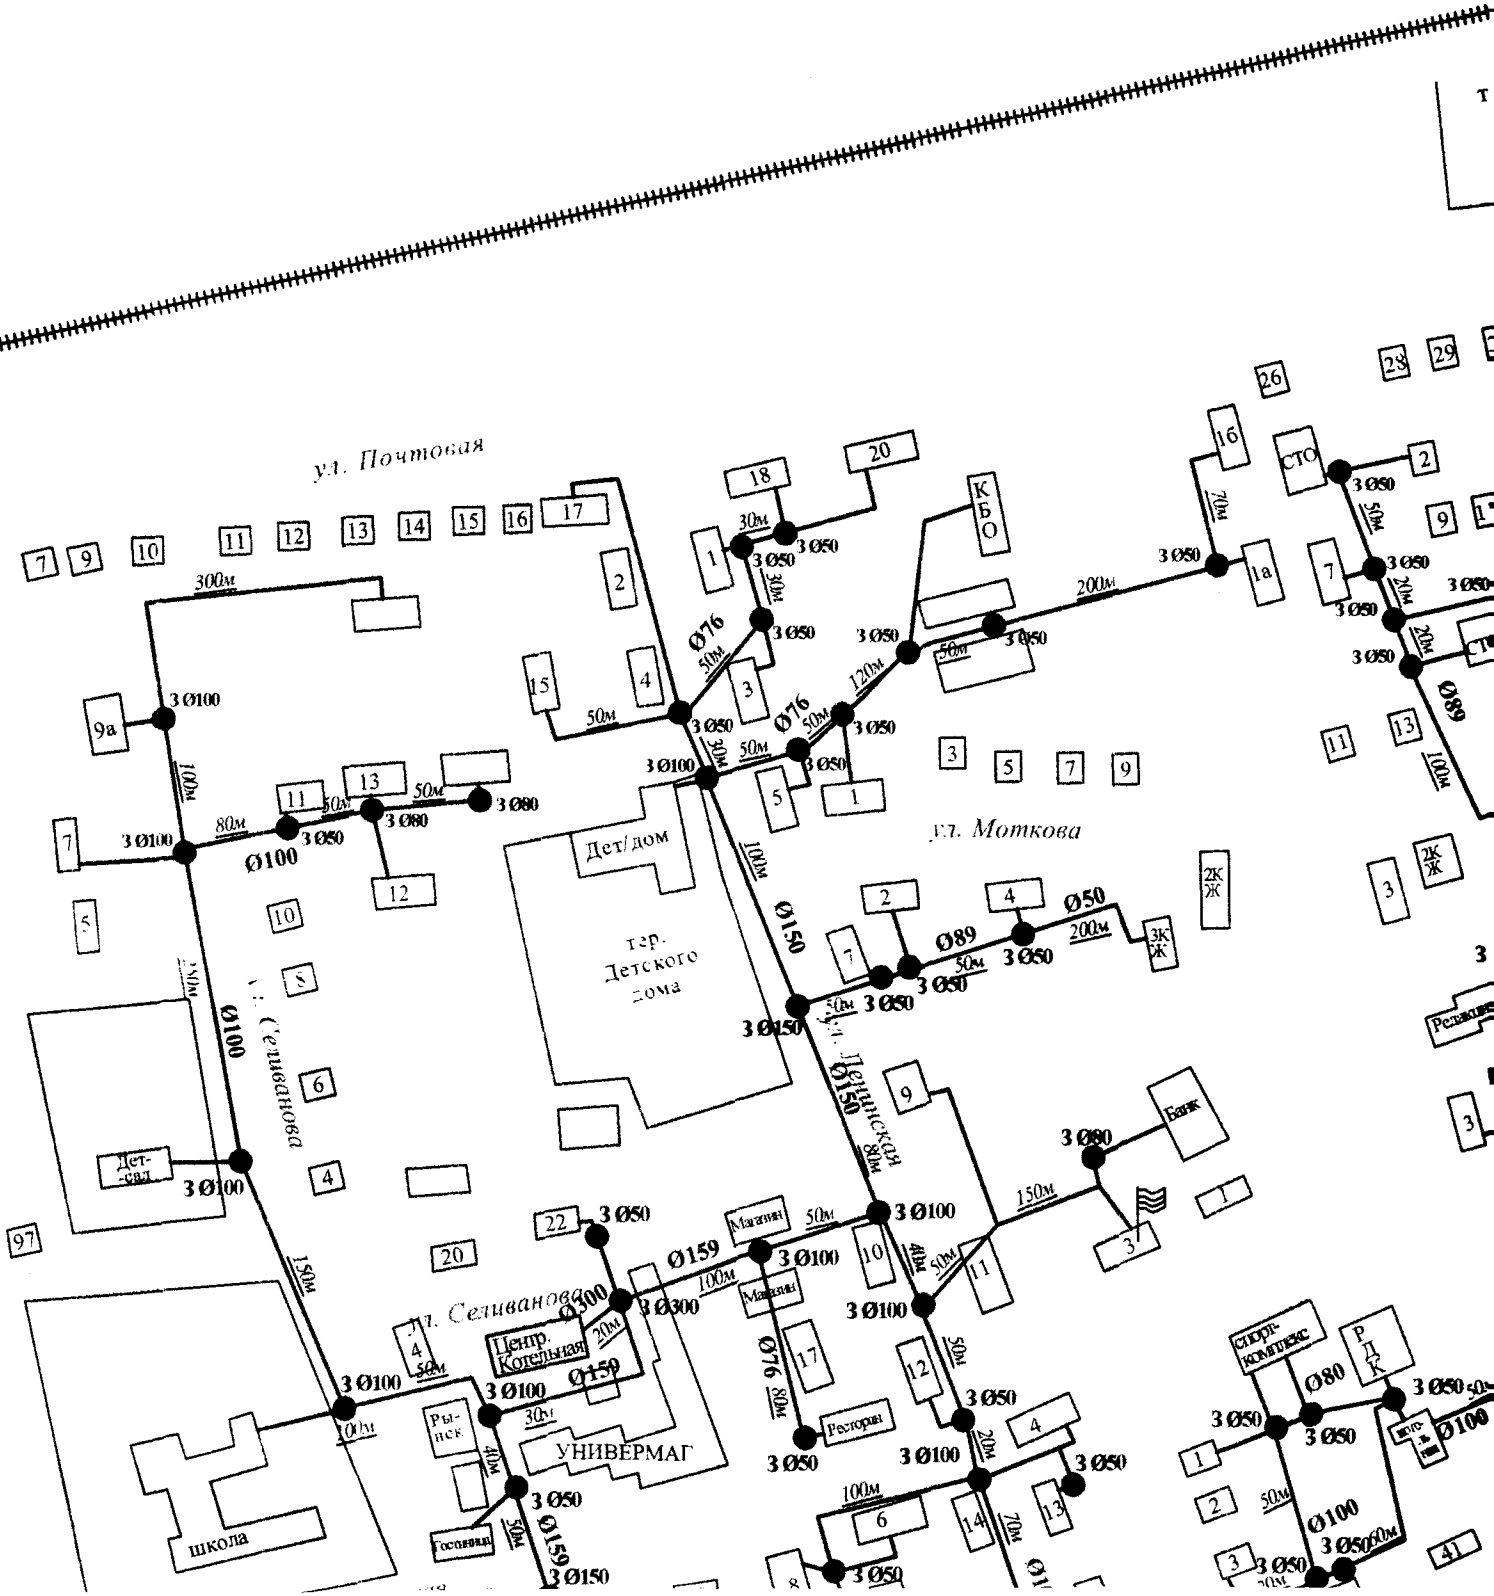 Т
26
28
29
ул. Почтовая
16
СТО
2
3 Ø50
9
20
18
К
Б
О
70м
50м
7
9
10
11
12
13
14
15
16
17
30м
3 Ø50
1
3 Ø50
30м
2
300м
200м
3 Ø50
1а
7
3 Ø50
20м
3 Ø50
3 Ø50
20м
3 Ø50
Ø76
50м
3 Ø50
3 Ø50
3 Ø50
50м
15
4
3
120м
9а
3 Ø100
50м
3 Ø50
Ø76
50м
3 Ø50
Ø89
11
13
100м
100м
3 Ø100
30м
50м
3 Ø50
5
1
3
5
7
9
11
50м
13
50м
3 Ø80
7
3 Ø100
80м
3 Ø50
3 Ø80
Ø100
12
Дет/дом
100м
ул. Моткова
2К
Ж
2К
Ж
3
5
10
2
4
Ø50
200м
3К
Ж
Ø150
7
Ø89
50м
3 Ø50
3 Ø50
3 Ø50
50м
3
тер.
Детского
дома
8
Ø100
ул. Селиванова
3 Ø150
ул. Ленинская
Ø150
80м
6
9
Банк
3
Дет-
-сад
3 Ø100
4
3 Ø80
150м
1
3
97
20
22
3 Ø50
Магазин
50м
3 Ø100
10
40м
50м
11
150м
Ø159
100м
3 Ø100
Магазин
ул. Селиванова
Ø300
3 Ø300
20м
3 Ø100
Центр.
Котельная
Ø159
4
50м
3 Ø100
3 Ø100
30м
100м
Ры-
нок
40м
УНИВЕРМАГ
Ø76
80м
17
12
50м
3 Ø50
Ресторан
3 Ø50
20м
4
3 Ø100
3 Ø50
100м
6
14
70м
13
спорт-
комплекс
Р
Д
К
Ø80
3 Ø50
50м
3 Ø50
3 Ø50
Ø100
1
2
50м
Ø100
школа
3 Ø50
Гостиница
50м
Ø159
3 Ø150
8
3 Ø50
3
3 Ø50
3 Ø50
60м
41